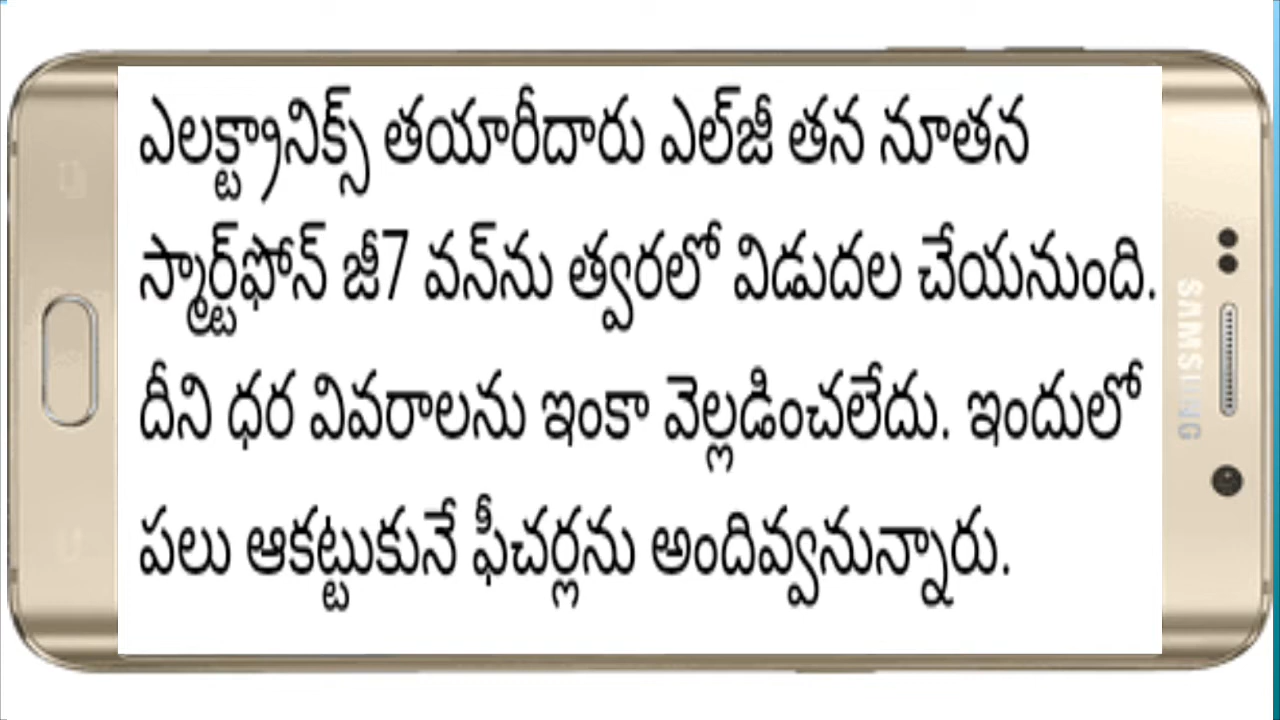 ఎలక్ట్రానిక్స్ తయారీదారు ఎల్‌జీ తన నూతన
స్మార్ట్‌ఫోన్ జీ7 వన్‌ను త్వరలో విడుదల చేయనుంది.
దీని ధర వివరాలను ఇంకా వెల్లడించలేదు. ఇందులో
పలు ఆకట్టుకునే ఫీచర్లను అందివ్వనున్నారు.
SAMSUNG